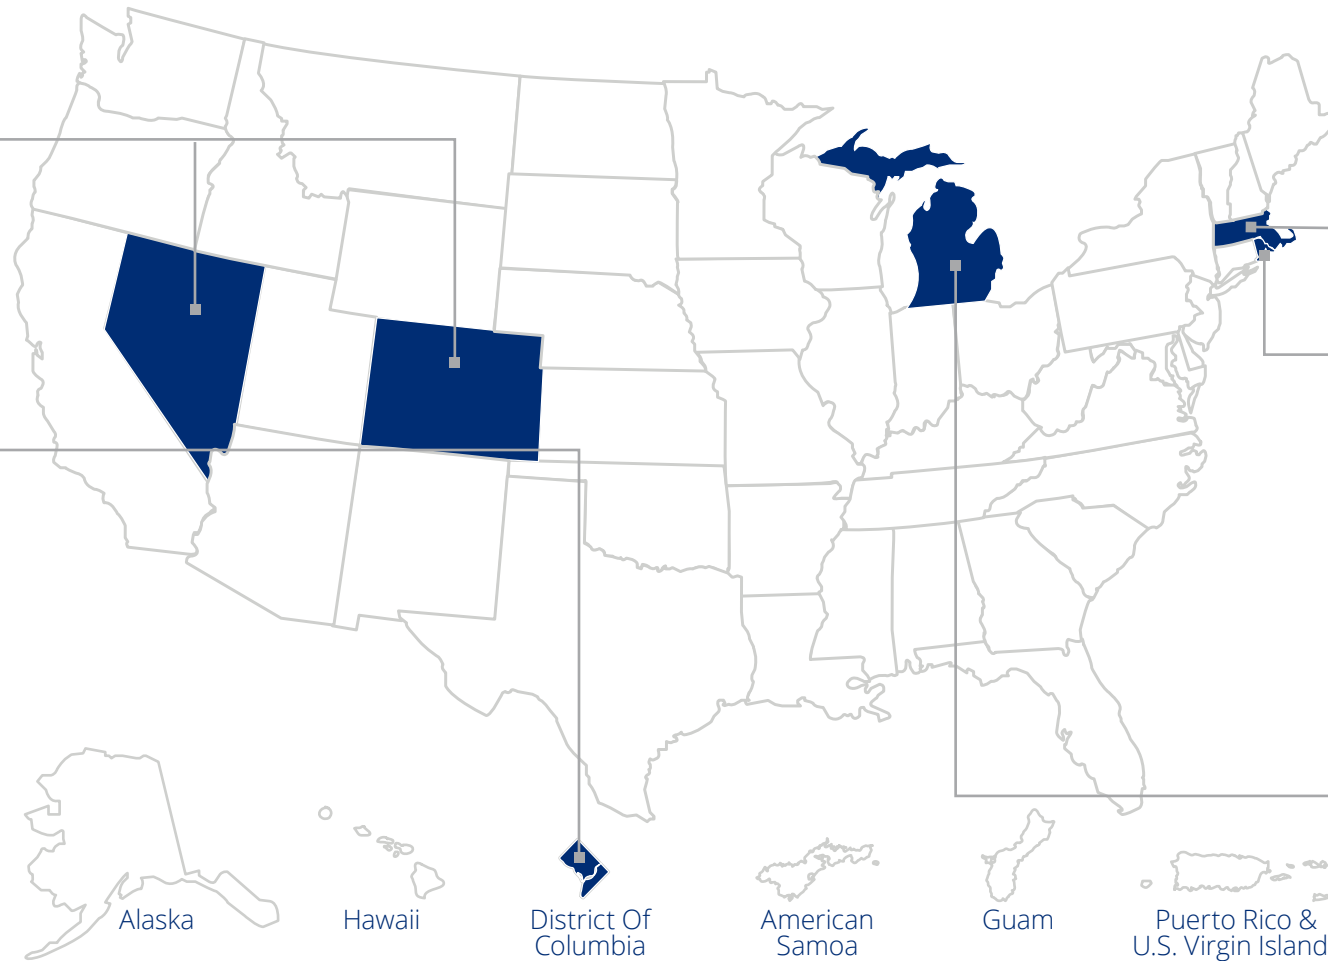 Alaska
Hawaii
District Of
Columbia
American
Samoa
Guam
Puerto Rico &
U.S. Virgin Island